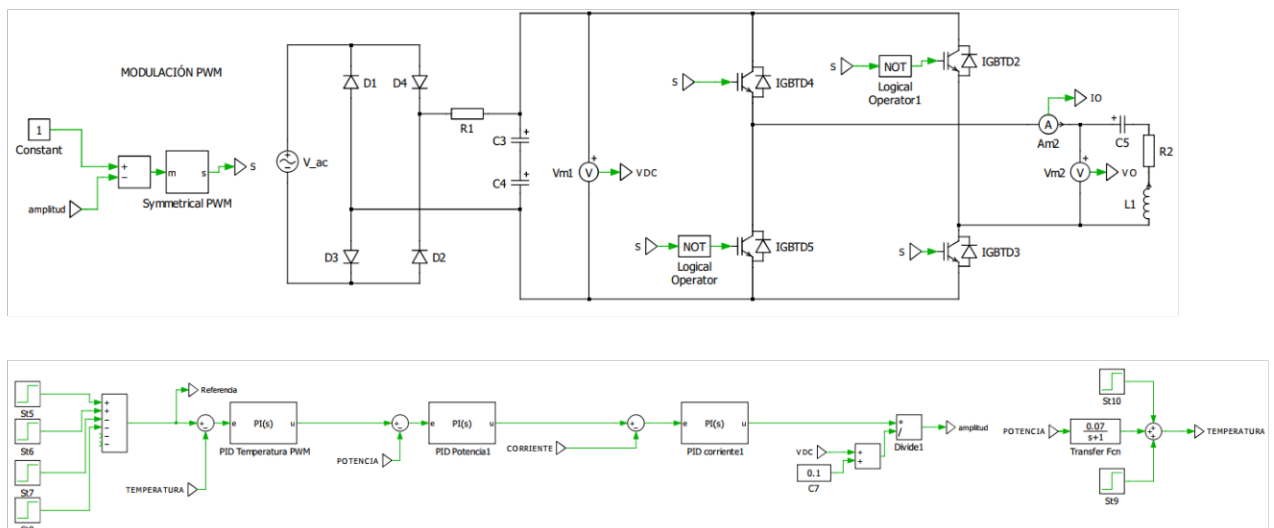 MODULACIÓN PWM
1
Constant
+
−
m
s
S
Symmetrical PWM
amplitud
V_ac
D1
D4
D3
D2
R1
C3
C4
Vm1
V
VDC
S
IGBTD4
S
NOT
Logical
Operator1
IGBTD2
S
NOT
Logical
Operator
IGBTD5
S
IGBTD3
IO
A
Am2
C5
R2
Vm2
V
VO
L1
St5
St6
St7
Referencia
e
PI(s)
u
PID Temperatura PWM
TEMPERATURA
e
PI(s)
u
PID Potencia1
POTENCIA
CORRIENTE
e
PI(s)
u
PID corriente1
VDC
0.1
C7
Divide1
amplitud
St10
POTENCIA
0.07
s+1
Transfer Fcn
TEMPERATURA
St9